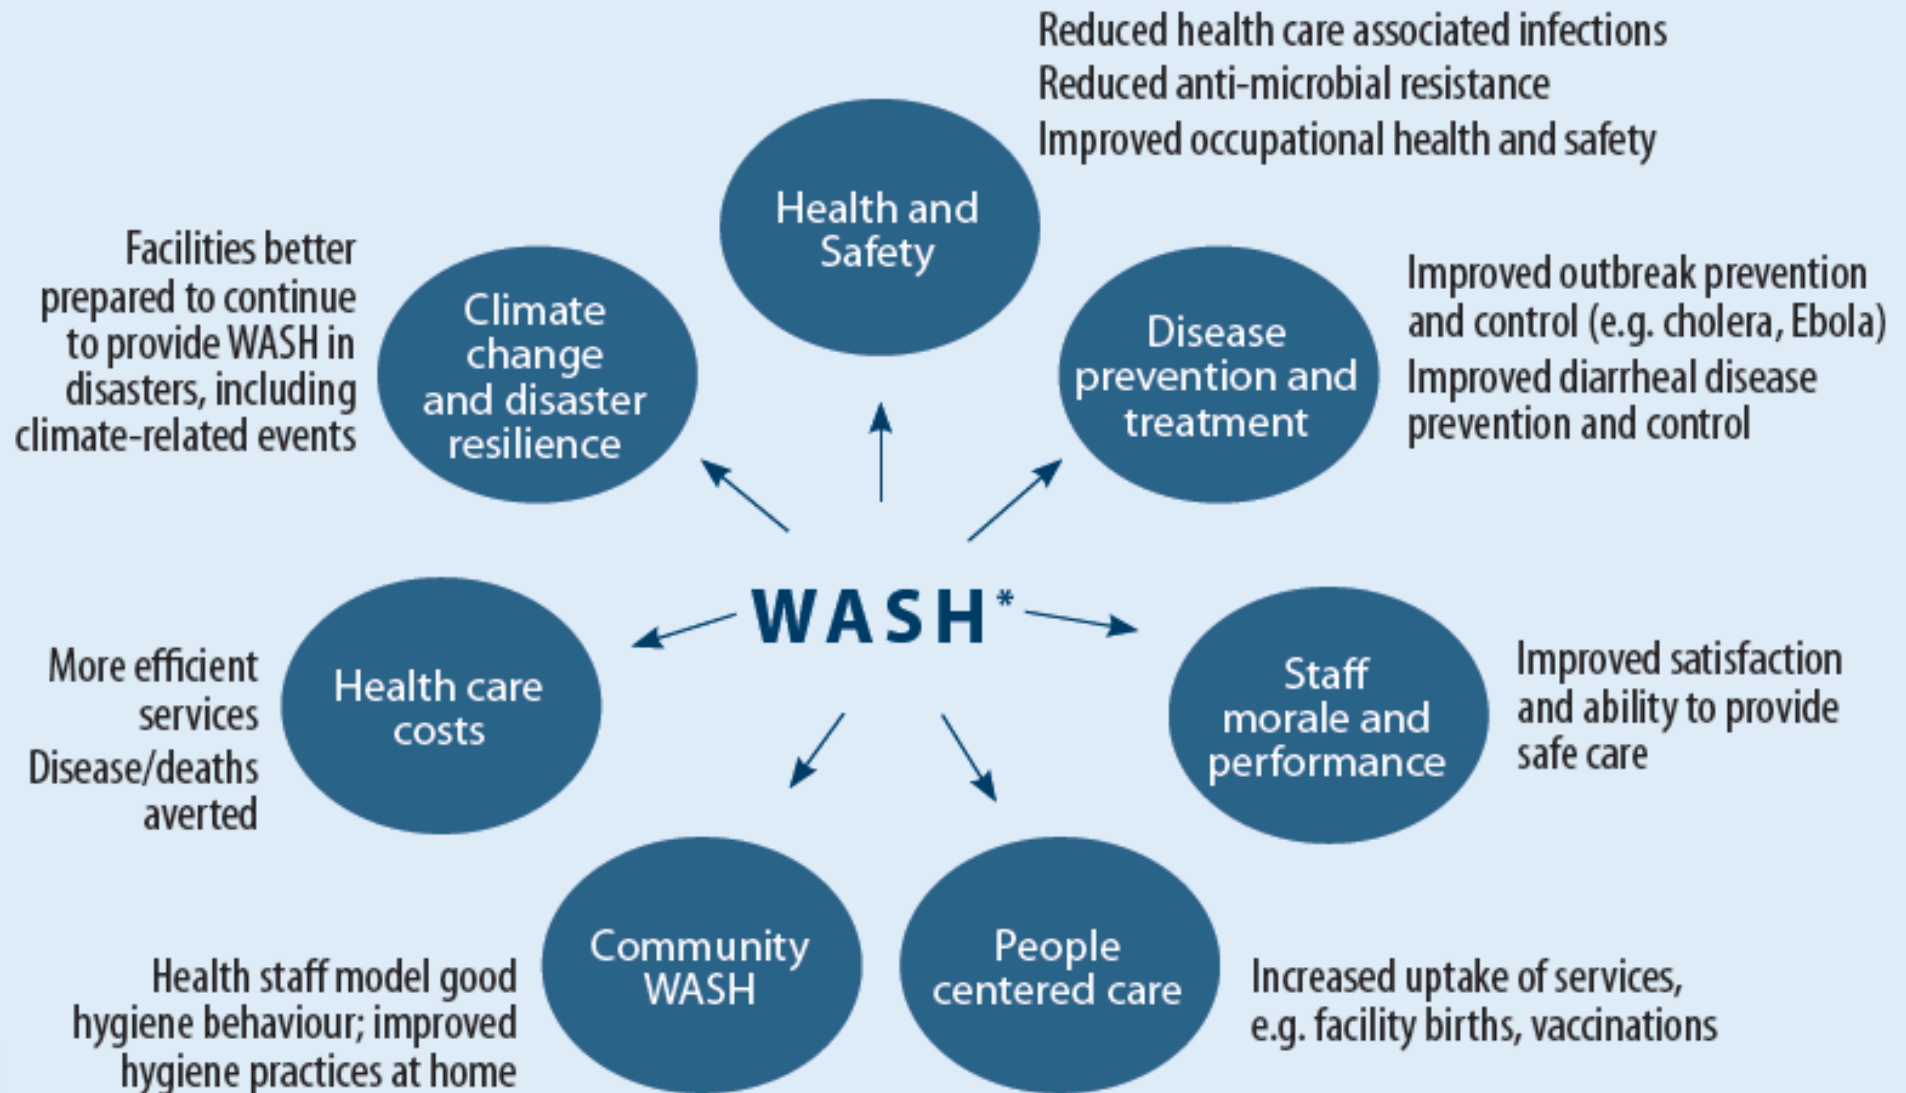 Reduced health care associated infections
Reduced anti-microbial resistance
Improved occupational health and safety
Health and
Safety
Facilities better
prepared to continue
to provide WASH in
disasters, including
climate-related events
Climate
change
and disaster
resilience
Disease
prevention and
treatment
Improved outbreak prevention
and control (e.g. cholera, Ebola)
Improved diarrheal disease
prevention and control
WASH*
More efficient
services
Disease/deaths
averted
Health care
costs
Staff
morale and
performance
Improved satisfaction
and ability to provide
safe care
Health staff model good
hygiene behaviour; improved
hygiene practices at home
Community
WASH
People
centered care
Increased uptake of services,
e.g. facility births, vaccinations